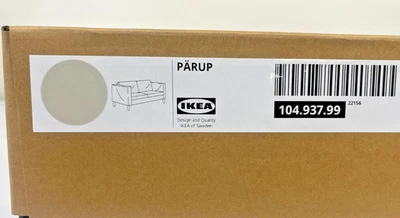 PÄRUP
IKEA
Design and Quality
IKEA of Sweden
22156
104.937.99